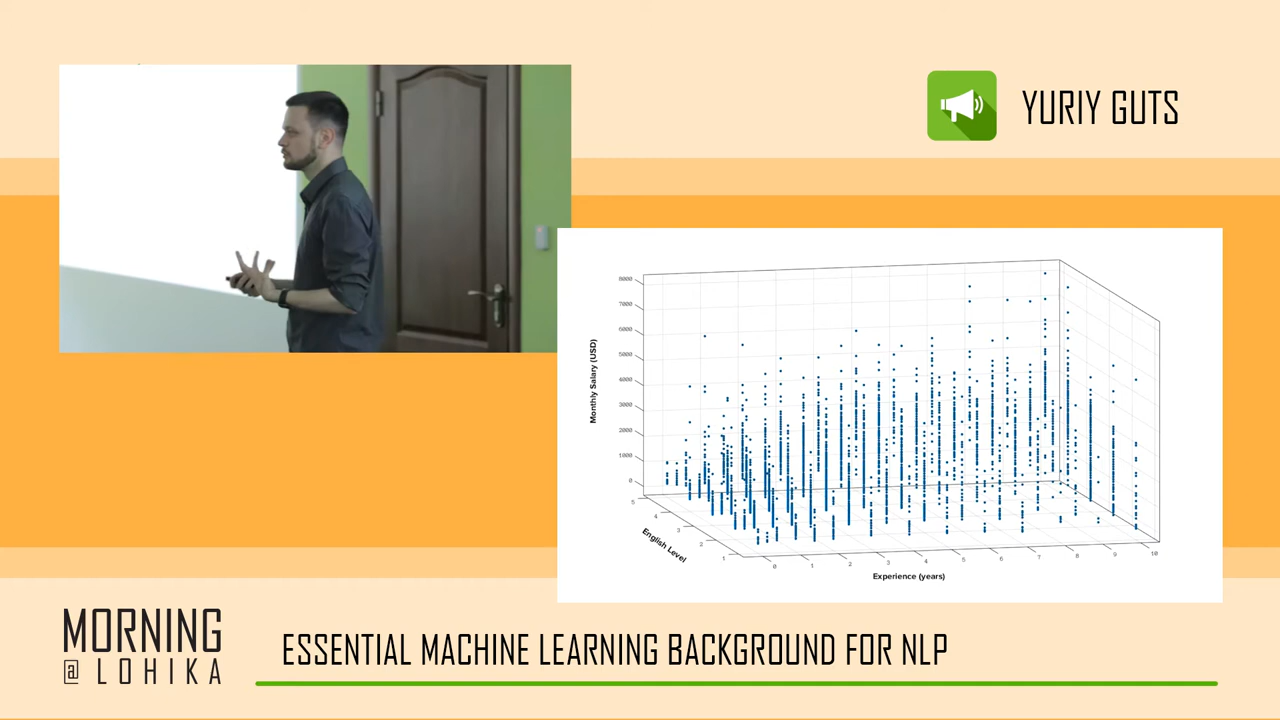 YURIY GUTS
8000
7000
6000
5000
4000
3000
2000
1000
0
Monthly Salary (USD)
5
4
3
2
1
English Level
0 1 2 3 4 5 6 7 8 9 10
Experience (years)
MORNING
@ LOHIKA
ESSENTIAL MACHINE LEARNING BACKGROUND FOR NLP